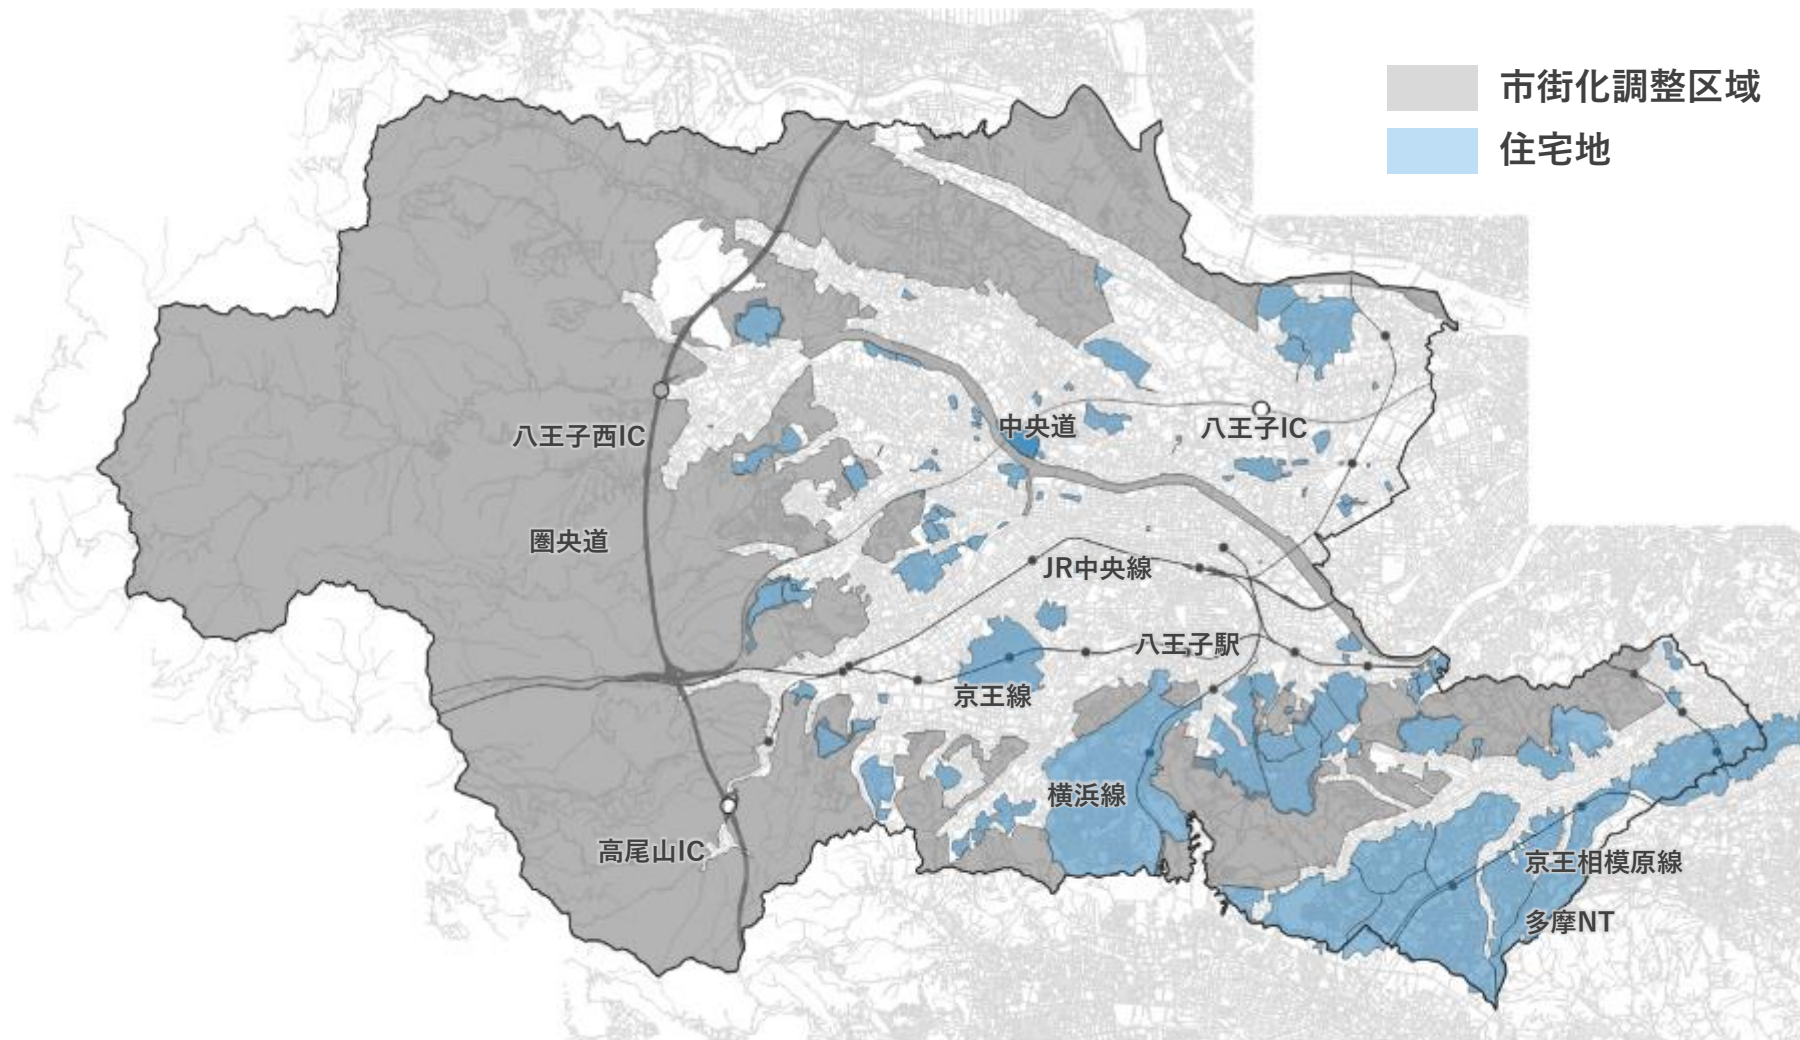 市街化調整区域
住宅地
中央道
八王子IC
八王子西IC
圏央道
JR中央線
八王子駅
京王線
横浜線
高尾山IC
京王相模原線
多摩NT